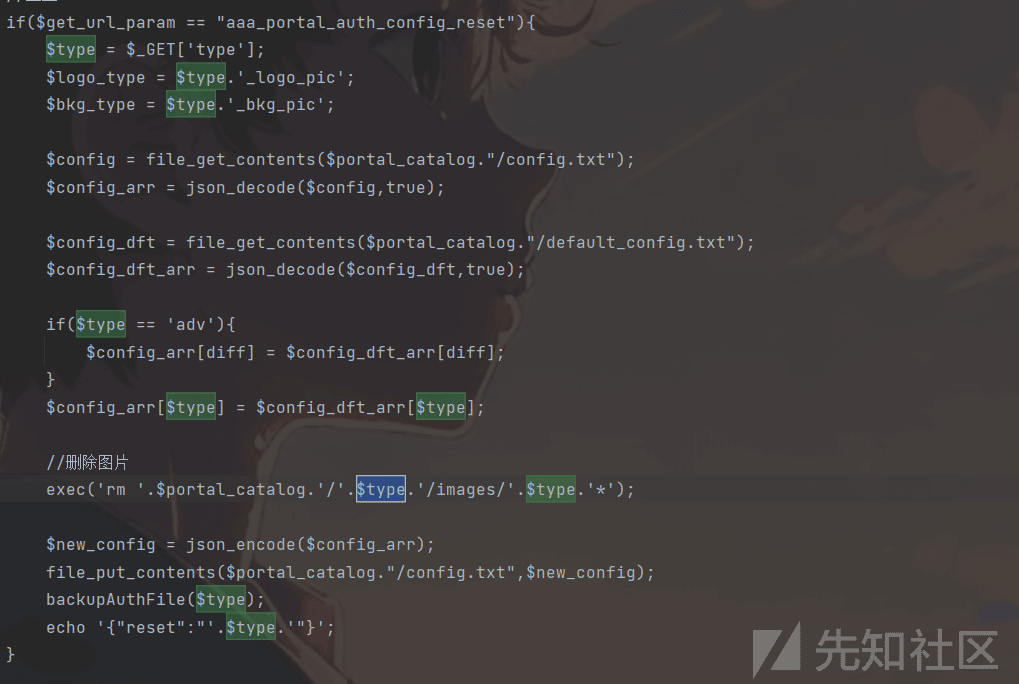 if($get_url_param == "aaa_portal_auth_config_reset"){
$type = $_GET['type'];
$logo_type = $type.'_logo_pic';
$bkg_type = $type.'_bkg_pic';
$config = file_get_contents($portal_catalog."/config.txt");
$config_arr = json_decode($config,true);
$config_dft = file_get_contents($portal_catalog."/default_config.txt");
$config_dft_arr = json_decode($config_dft,true);
if($type == 'adv'){
$config_arr[diff] = $config_dft_arr[diff];
}
$config_arr[$type] = $config_dft_arr[$type];
//删除图片
exec('rm '.$portal_catalog.'/'.$type.'/images/'.$type.'*');
$new_config = json_encode($config_arr);
file_put_contents($portal_catalog."/config.txt",$new_config);
backupAuthFile($type);
echo '{"reset":"'.$type.'"}';
}
先知社区